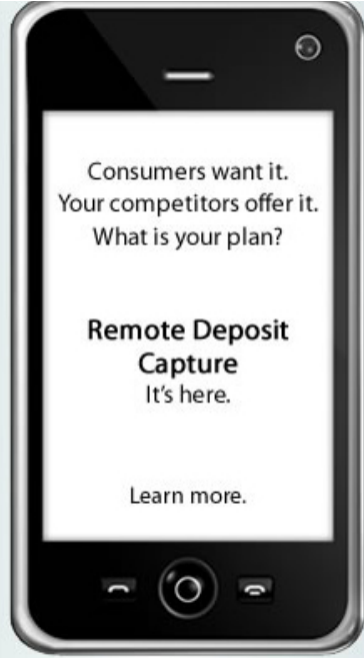 Consumers want it.
Your competitors offer it.
What is your plan?
Remote Deposit
Capture
It's here.
Learn more.